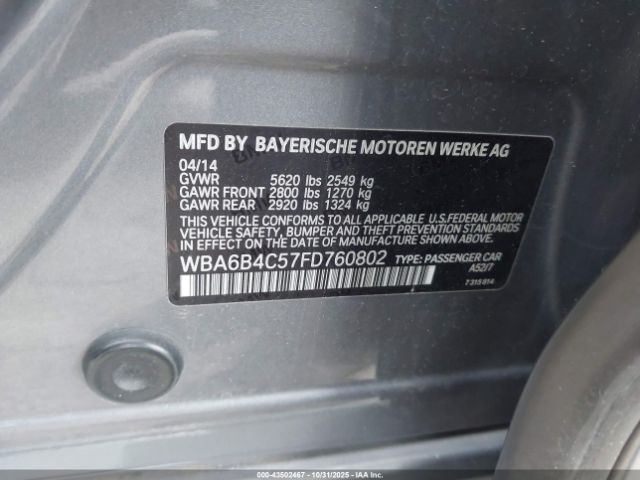 MFD BY BAYERISCHE MOTOREN WERKE AG
04/14
GVWR 5620 lbs 2549 kg
GAWR FRONT 2800 lbs 1270 kg
GAWR REAR 2920 lbs 1324 kg
THIS VEHICLE CONFORMS TO ALL APPLICABLE U.S.FEDERAL MOTOR
VEHICLE SAFETY, BUMPER AND THEFT PREVENTION STANDARDS
IN EFFECT ON THE DATE OF MANUFACTURE SHOWN ABOVE.
WBA6B4C57FD760802 TYPE: PASSENGER CAR
A52/7
7315814
© IAAI - 43502467 - 10/31/2025 - IAAI.COM